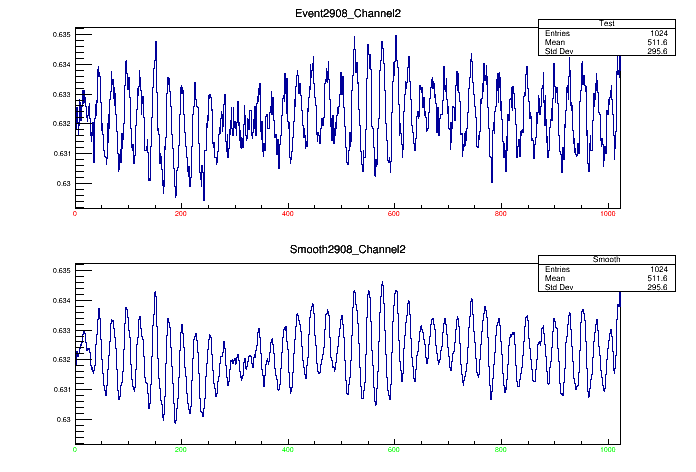 Event2908_Channel2
Test
Entries 1024
Mean 511.6
Std Dev 295.6
0.635
0.634
0.633
0.632
0.631
0.63
0 200 400 600 800 1000
Smooth2908_Channel2
Smooth
Entries 1024
Mean 511.6
Std Dev 295.6
0.635
0.634
0.633
0.632
0.631
0.63
0 200 400 600 800 1000